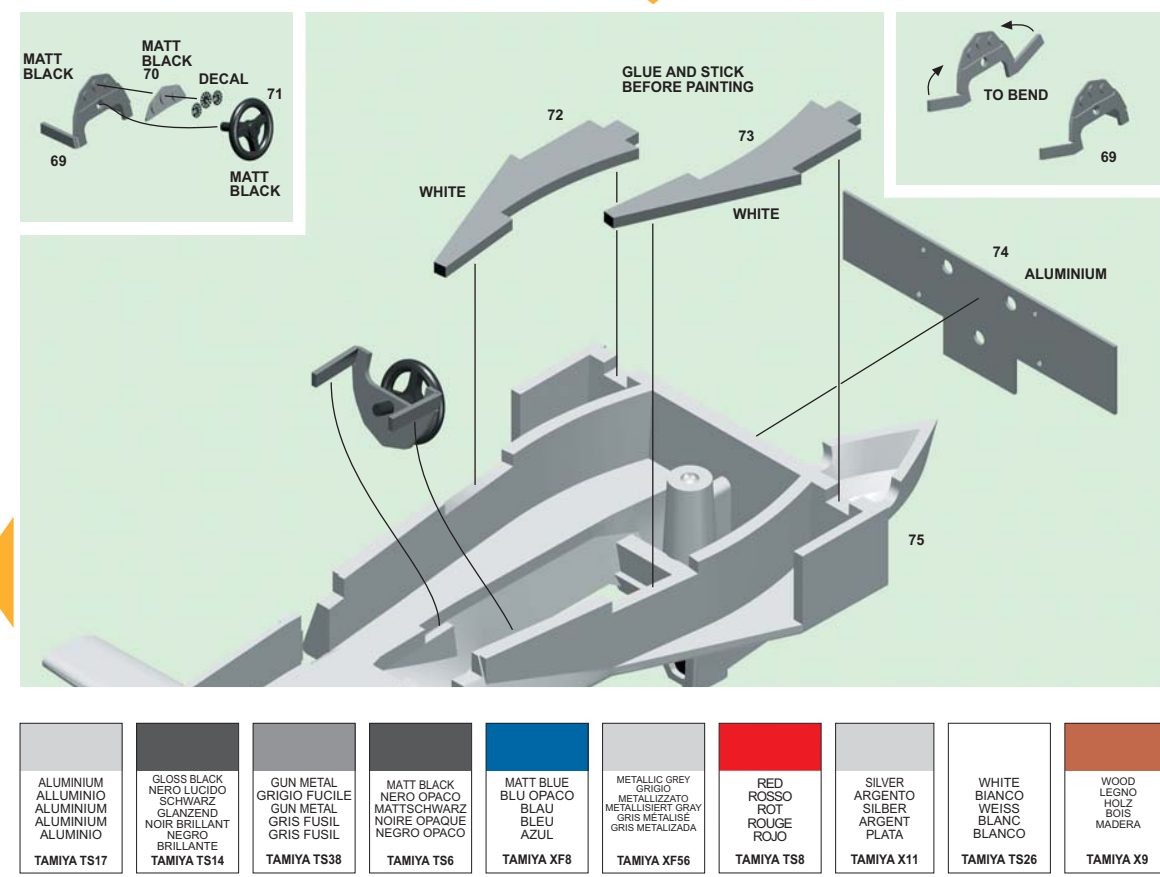 MATT
BLACK
MATT
BLACK
70
DECAL
71
69
MATT
BLACK
GLUE AND STICK
BEFORE PAINTING
72
73
WHITE
WHITE
TO BEND
69
74
ALUMINIUM
75
ALUMINIUM
ALLUMINIO
ALUMINIUM
ALUMINIUM
ALUMINIO
TAMIYA TS17
GLOSS BLACK
NERO LUCIDO
SCHWARZ
GLANZEND
NOIR BRILLANT
NEGRO
BRILLANTE
TAMIYA TS14
GUN METAL
GRIGIO FUCILE
GUN METAL
GRIS FUSIL
GRIS FUSIL
TAMIYA TS38
MATT BLACK
NERO OPACO
MATTSCHWARZ
NOIRE OPAQUE
NEGRO OPACO
TAMIYA TS6
MATT BLUE
BLU OPACO
BLAU
BLEU
AZUL
TAMIYA XF8
METALLIC GREY
GRIGIO
METALLIZZATO
METALLISIERT GRAY
GRIS MÉTALISÉ
GRIS METALIZADA
TAMIYA XF56
RED
ROSSO
ROT
ROUGE
ROJO
TAMIYA TS8
SILVER
ARGENTO
SILBER
ARGENT
PLATA
TAMIYA X11
WHITE
BIANCO
WEISS
BLANC
BLANCO
TAMIYA TS26
WOOD
LEGNO
HOLZ
BOIS
MADERA
TAMIYA X9